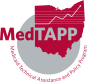 MedTAPP
Medicaid Technical Assistance and Policy Program